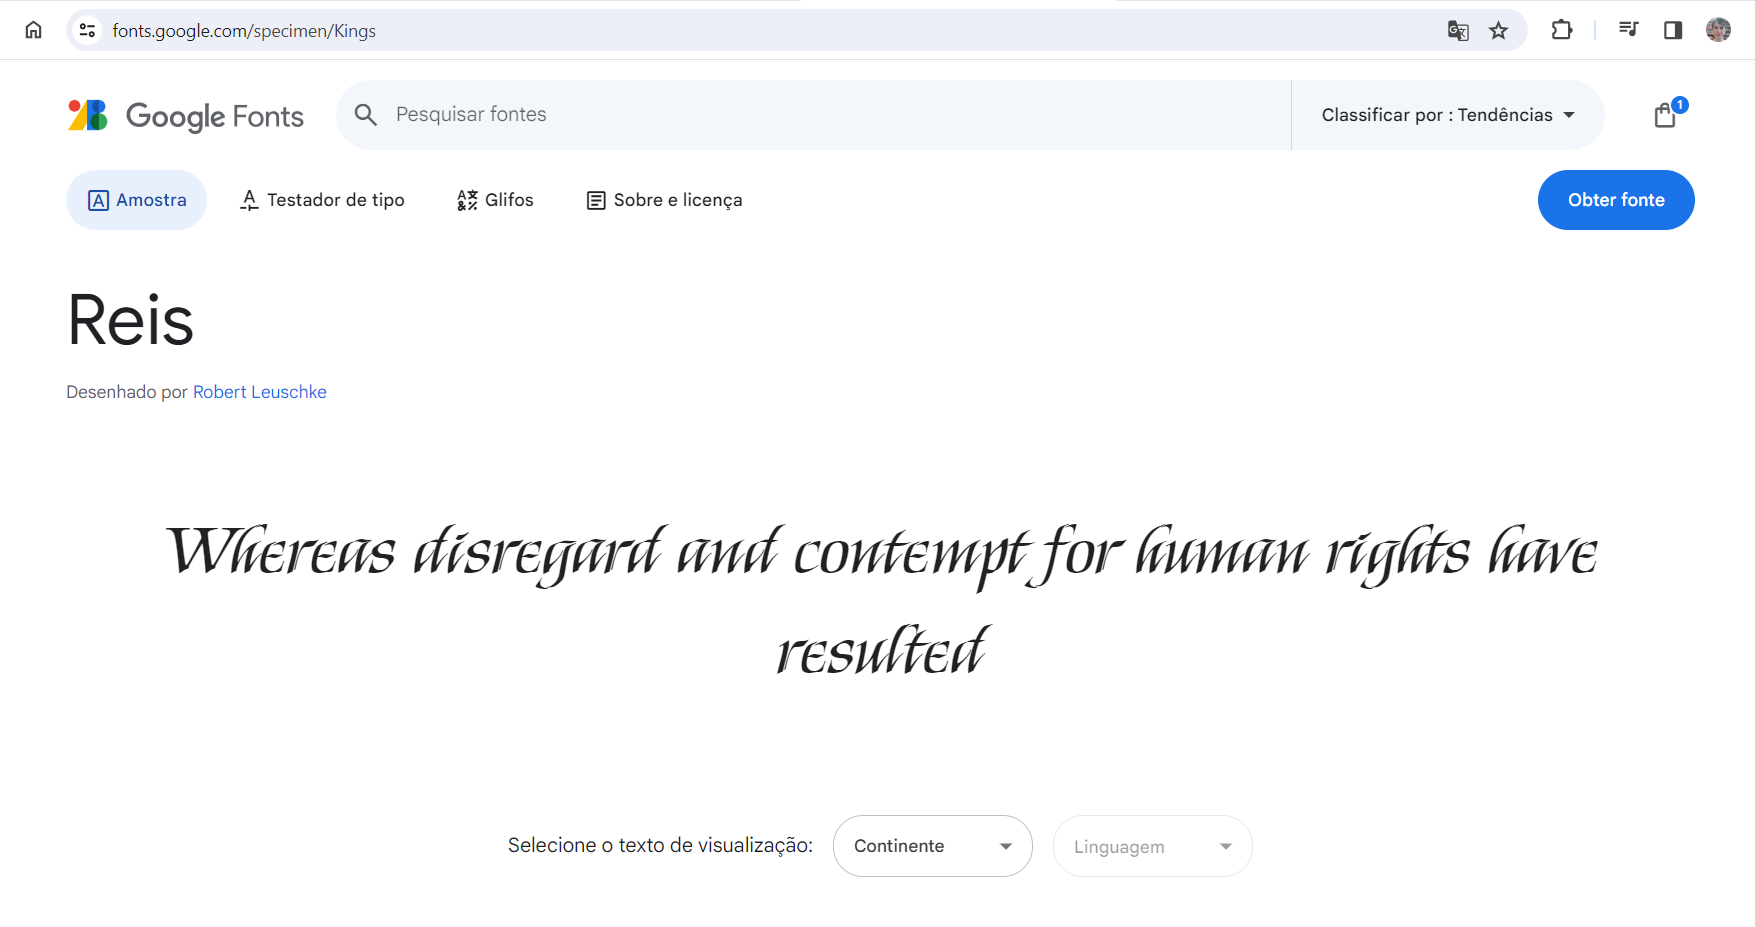 fonts.google.com/specimen/Kings
Google Fonts
Pesquisar fontes
Classificar por : Tendências
1
Amostra
Testador de tipo
Glifos
Sobre e licença
Obter fonte
Reis
Desenhado por Robert Leuschke
Whereas disregard and contempt for human rights have
resulted
Selecione o texto de visualização:
Continente
Linguagem